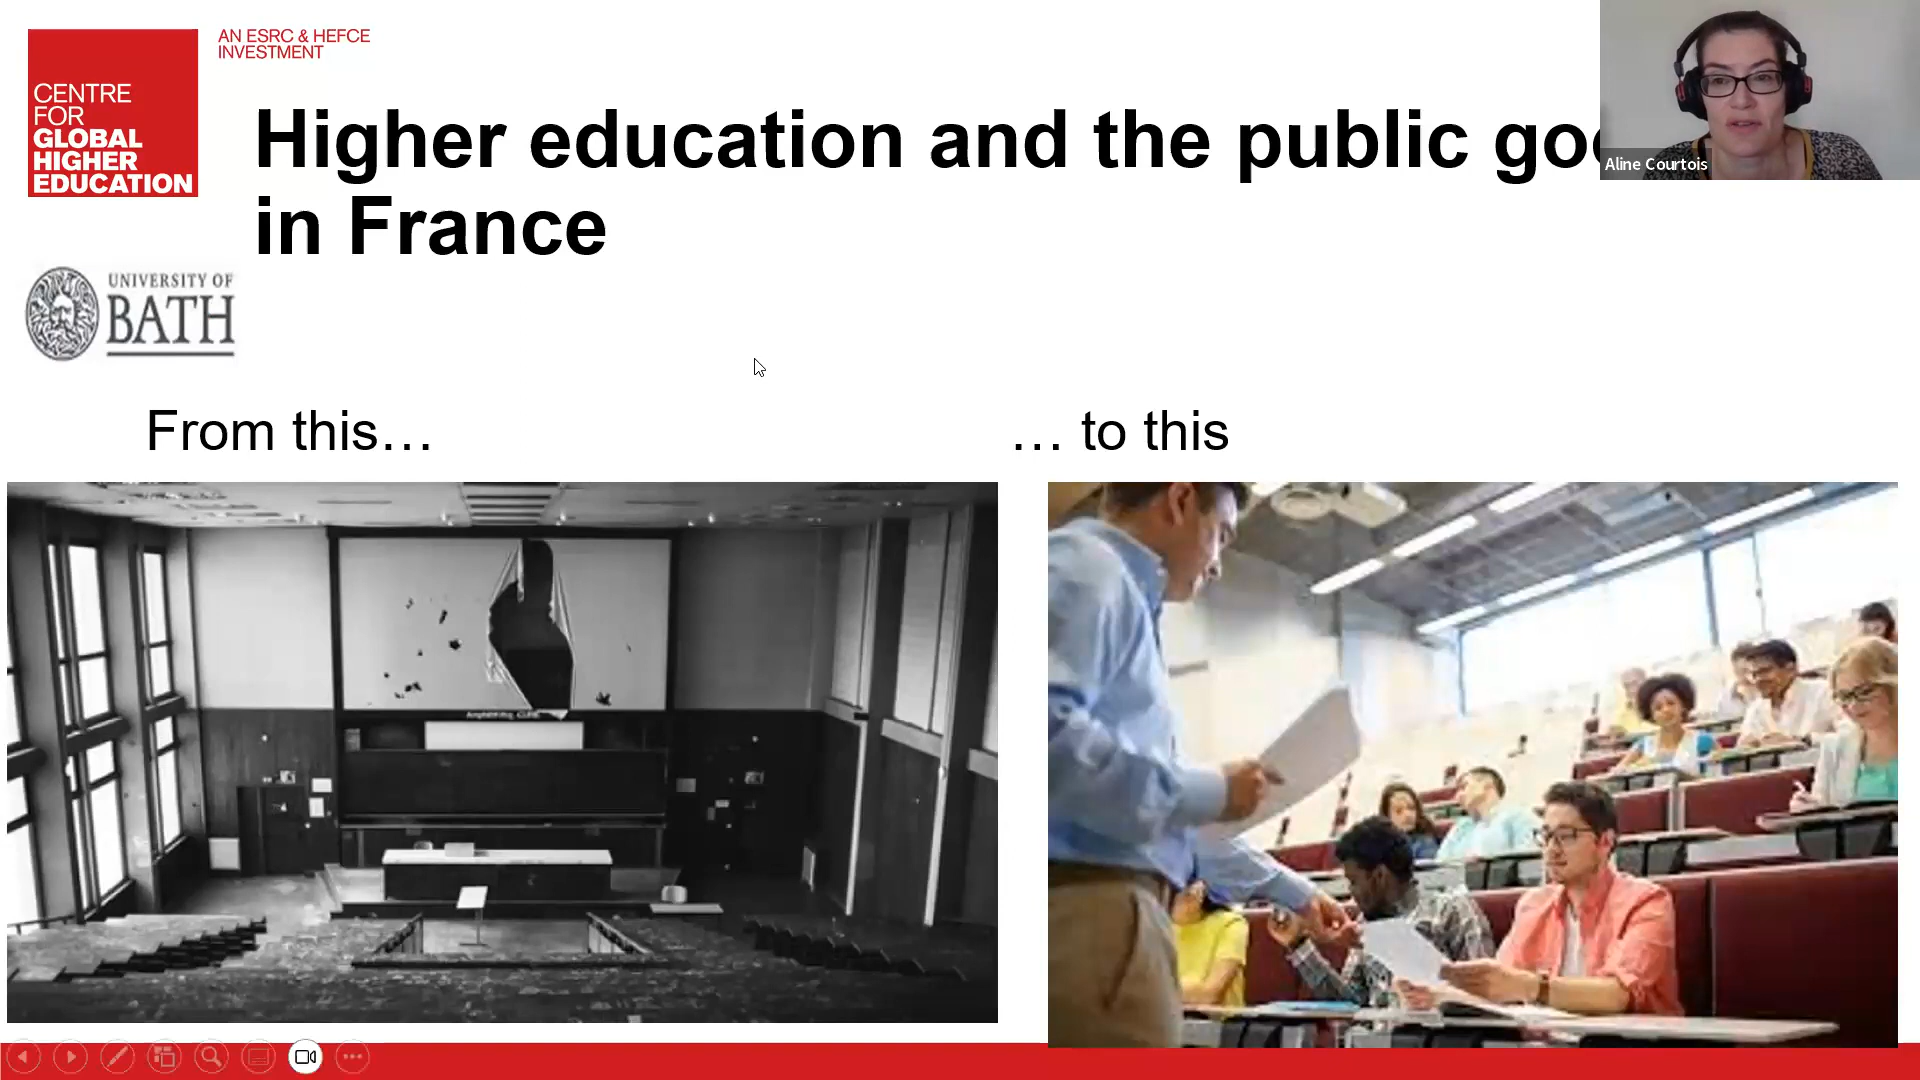 AN ESRC & HEFCE
INVESTMENT
CENTRE
FOR
GLOBAL
HIGHER
EDUCATION
Higher education and the public
in France
Aline Courtois
UNIVERSITY OF
BATH
From this…
… to this